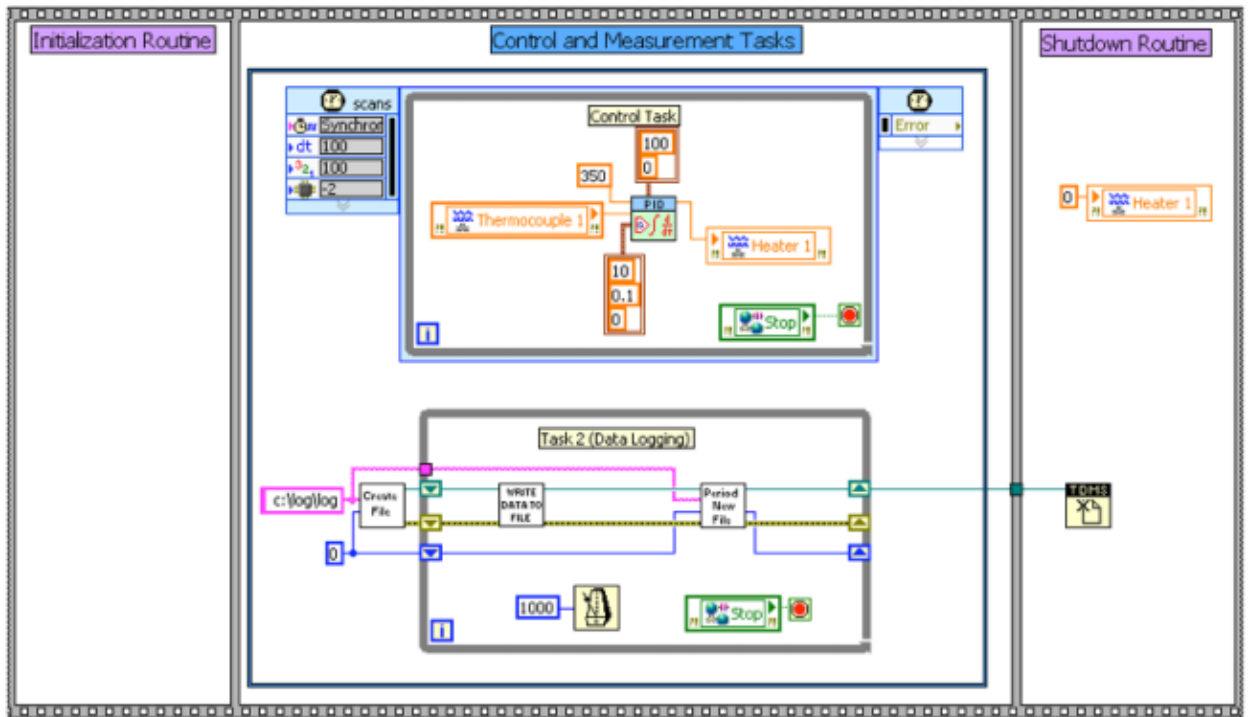 Initialization Routine
Control and Measurement Tasks
Shutdown Routine
scans
Synchron
dt 100
100
-2
Error
Control Task
100
0
350
PID
Thermocouple 1
Heater 1
10
0.1
0
Stop
i
0
Heater 1
Task 2 (Data Logging)
c:\log\log
Create
File
WRITE
DATA TO
FILE
Period
New
File
TDMS
0
1000
Stop
i